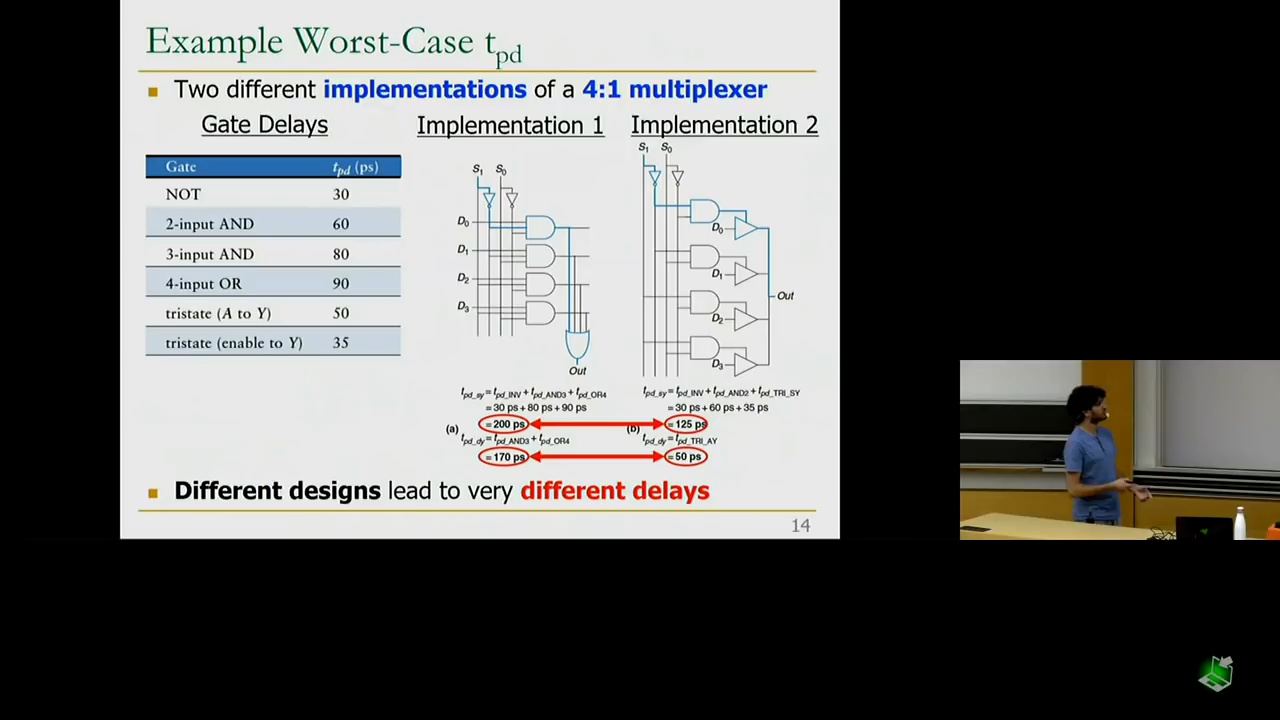 Example Worst-Case tpd
Two different implementations of a 4:1 multiplexer
Gate Delays
Implementation 1
Implementation 2
Gate tpd (ps)
NOT 30
2-input AND 60
3-input AND 80
4-input OR 90
tristate (A to Y) 50
tristate (enable to Y) 35
S1 S0
D0
D1
D2
D3
Out
tpd_sy = tpd_INV + tpd_AND3 + tpd_OR4
= 30 ps + 80 ps + 90 ps
= 200 ps
(a)
tpd_dy = tpd_AND3 + tpd_OR4
= 170 ps
S1 S0
D0
D1
Out
D2
D3
tpd_sy = tpd_INV + tpd_AND2 + tpd_TRI_SY
= 30 ps + 60 ps + 35 ps
= 125 ps
(b)
tpd_dy = tpd_TRI_AY
= 50 ps
Different designs lead to very different delays
14